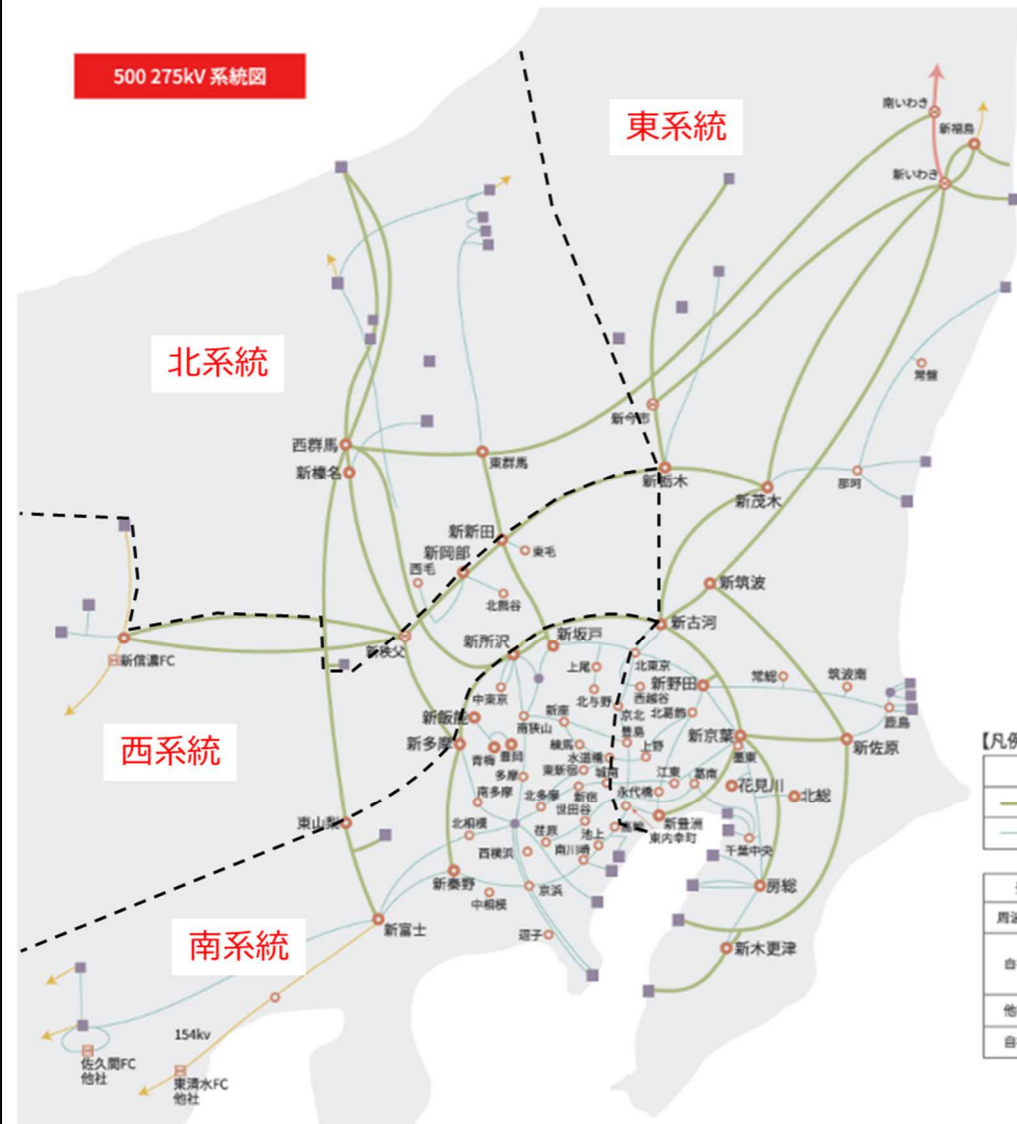 500 275kV 系統図
東系統
南いわき
新福島
新いわき
北系統
常盤
新今市
西群馬
東群馬
新榛名
新栃木
新茂木
那珂
新新田
新岡部
東毛
西毛
北熊谷
新筑波
新古河
新秩父
新所沢
新坂戸
新信濃FC
上尾
北東京
常総
筑波南
中東京
北与野
西越谷
新野田
新飯能
新座
京北
北葛飾
鹿島
南狭山
西系統
新多摩
練馬
豊島
上野
新京葉
新佐原
【凡例
青梅
豊岡
水道橋
葛東
東新宿
城南
江東
葛南
花見川
北総
多摩
新宿
永代橋
南多摩
北多摩
世田谷
東山梨
北相模
荏原
池上
新豊洲
東内幸町
千葉中央
西横浜
南川崎
新秦野
京浜
房総
中相模
新富士
逗子
南系統
新木更津
周波
自
他
自
154kv
佐久間FC
他社
東清水FC
他社